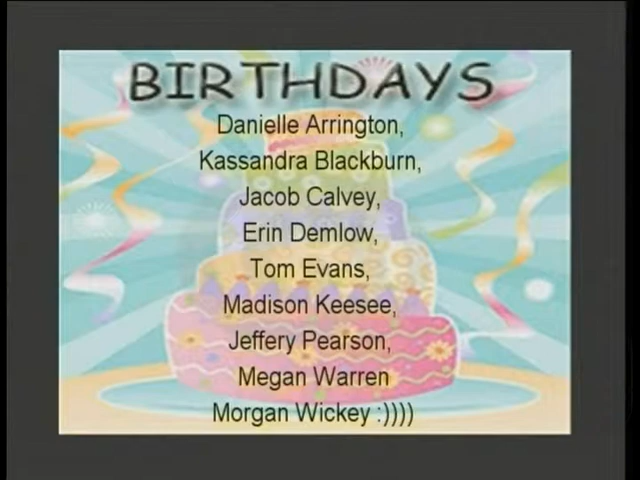 BIRTHDAYS
Danielle Arrington,
Kassandra Blackburn,
Jacob Calvey,
Erin Demlow,
Tom Evans,
Madison Keesee,
Jeffery Pearson,
Megan Warren
Morgan Wickey :))))